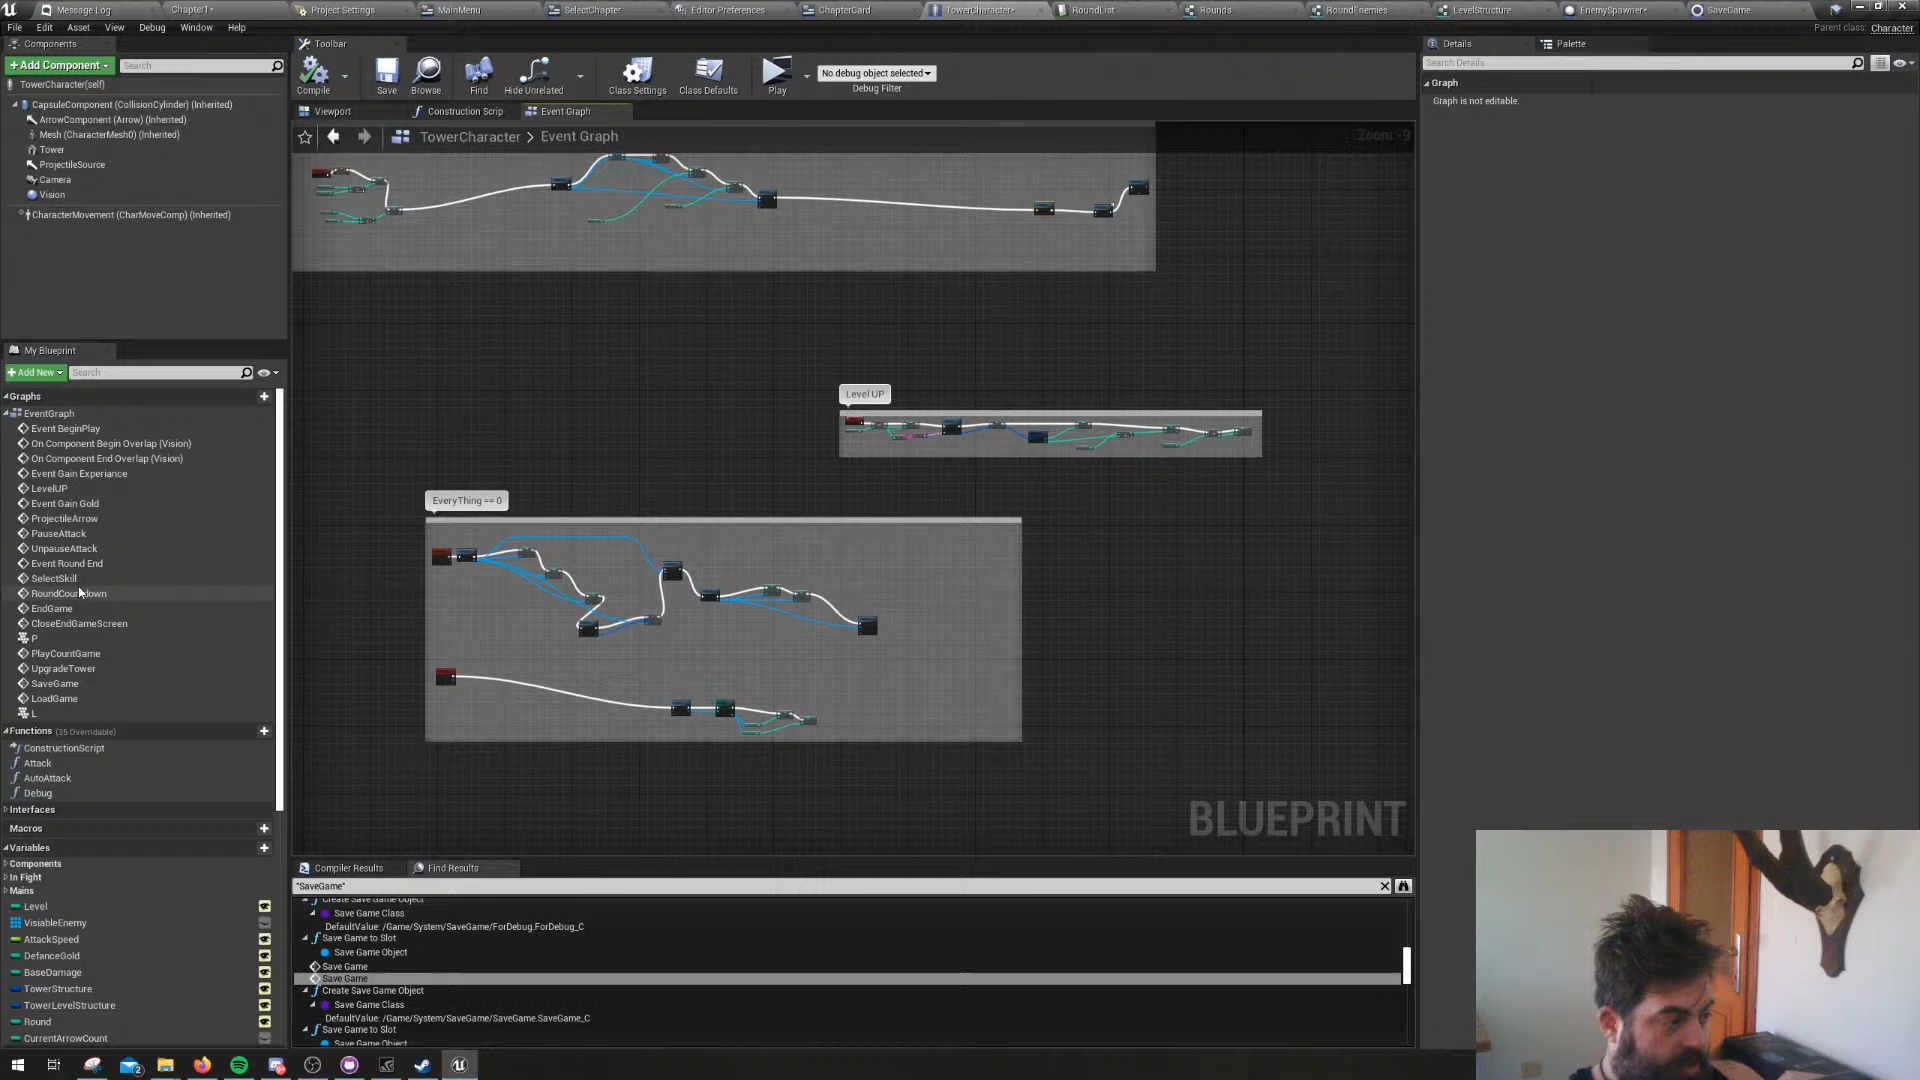 Message Log
Chapter1*
Project Settings
MainMenu
SelectChapter
Editor Preferences
ChapterCard
TowerCharacter*
RoundList
Rounds
RoundEnemies
LevelStructure
EnemySpawner*
SaveGame
File Edit Asset View Debug Window Help
Parent class: Character
Components
+ Add Component
Search
TowerCharacter(self)
CapsuleComponent (CollisionCylinder) (Inherited)
ArrowComponent (Arrow) (Inherited)
Mesh (CharacterMesh0) (Inherited)
Tower
ProjectileSource
Camera
Vision
CharacterMovement (CharMoveComp) (Inherited)
Toolbar
Compile
Save
Browse
Find
Hide Unrelated
Class Settings
Class Defaults
Play
No debug object selected
Debug Filter
Viewport
Construction Scrip
Event Graph
TowerCharacter > Event Graph
Zoom -9
Level UP
EveryThing == 0
BLUEPRINT
My Blueprint
+ Add New
Search
Graphs
EventGraph
Event BeginPlay
On Component Begin Overlap (Vision)
On Component End Overlap (Vision)
Event Gain Experiance
LevelUP
Event Gain Gold
ProjectileArrow
PauseAttack
UnpauseAttack
Event Round End
SelectSkill
RoundCountdown
EndGame
CloseEndGameScreen
P
PlayCountGame
UpgradeTower
SaveGame
LoadGame
L
Functions (35 Overridable)
ConstructionScript
Attack
AutoAttack
Debug
Interfaces
Macros
Variables
Components
In Fight
Mains
Level
VisiableEnemy
AttackSpeed
DefanceGold
BaseDamage
TowerStructure
TowerLevelStructure
Round
CurrentArrowCount
Compiler Results
Find Results
"SaveGame"
Create Save Game Object
Save Game Class
DefaultValue: /Game/System/SaveGame/ForDebug.ForDebug_C
Save Game to Slot
Save Game Object
Save Game
Save Game
Create Save Game Object
Save Game Class
DefaultValue: /Game/System/SaveGame/SaveGame.SaveGame_C
Save Game to Slot
Save Game Object
Details
Palette
Search Details
Graph
Graph is not editable.